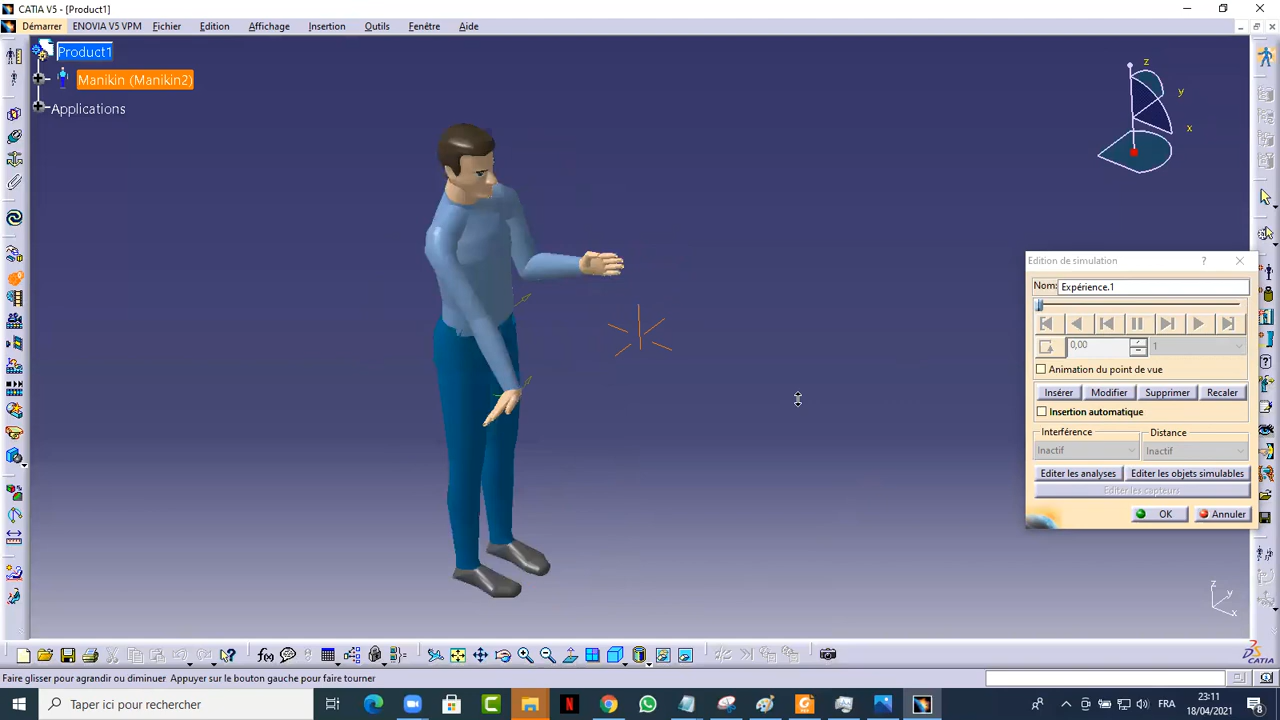 CATIA V5 - [Product1]
Démarrer ENOVIA V5 VPM Fichier Edition Affichage Insertion Outils Fenêtre Aide
Product1
Manikin (Manikin2)
Applications
z
y
x
Edition de simulation ?
Nom: Expérience.1
0,00 1
Animation du point de vue
Insérer Modifier Supprimer Recaler
Insertion automatique
Interférence Distance
Inactif Inactif
Editer les analyses Editer les objets simulables
Editer les capteurs
OK Annuler
z
y
x
f(x)
CATIA
Faire glisser pour agrandir ou diminuer Appuyer sur le bouton gauche pour faire tourner
Taper ici pour rechercher
FRA
23:11
18/04/2021
8